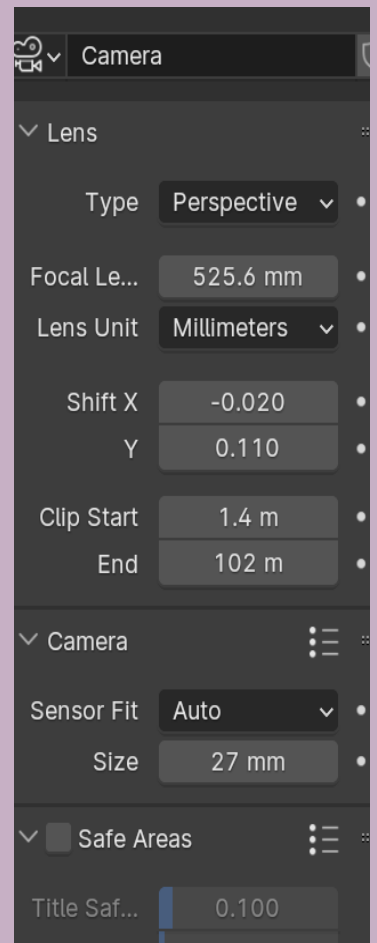 Camera
Lens
Type Perspective
Focal Le... 525.6 mm
Lens Unit Millimeters
Shift X -0.020
Y 0.110
Clip Start 1.4 m
End 102 m
Camera
Sensor Fit Auto
Size 27 mm
Safe Areas
Title Saf... 0.100